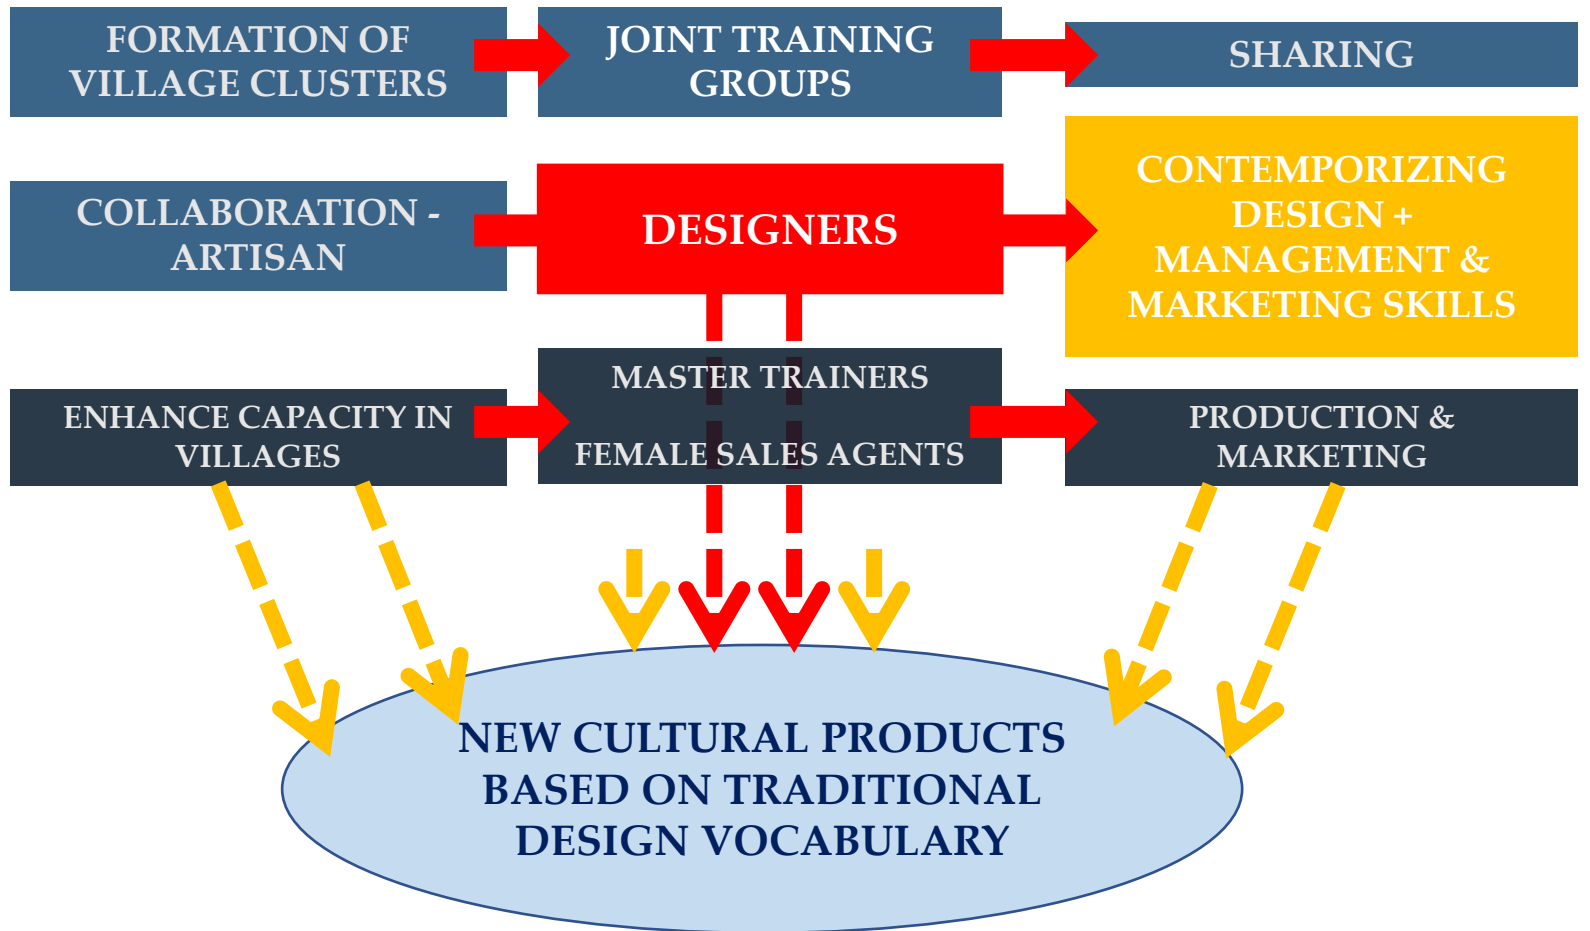 FORMATION OF
VILLAGE CLUSTERS
JOINT TRAINING
GROUPS
SHARING
COLLABORATION -
ARTISAN
DESIGNERS
CONTEMPORIZING
DESIGN +
MANAGEMENT &
MARKETING SKILLS
ENHANCE CAPACITY IN
VILLAGES
MASTER TRAINERS
FEMALE SALES AGENTS
PRODUCTION &
MARKETING
NEW CULTURAL PRODUCTS
BASED ON TRADITIONAL
DESIGN VOCABULARY